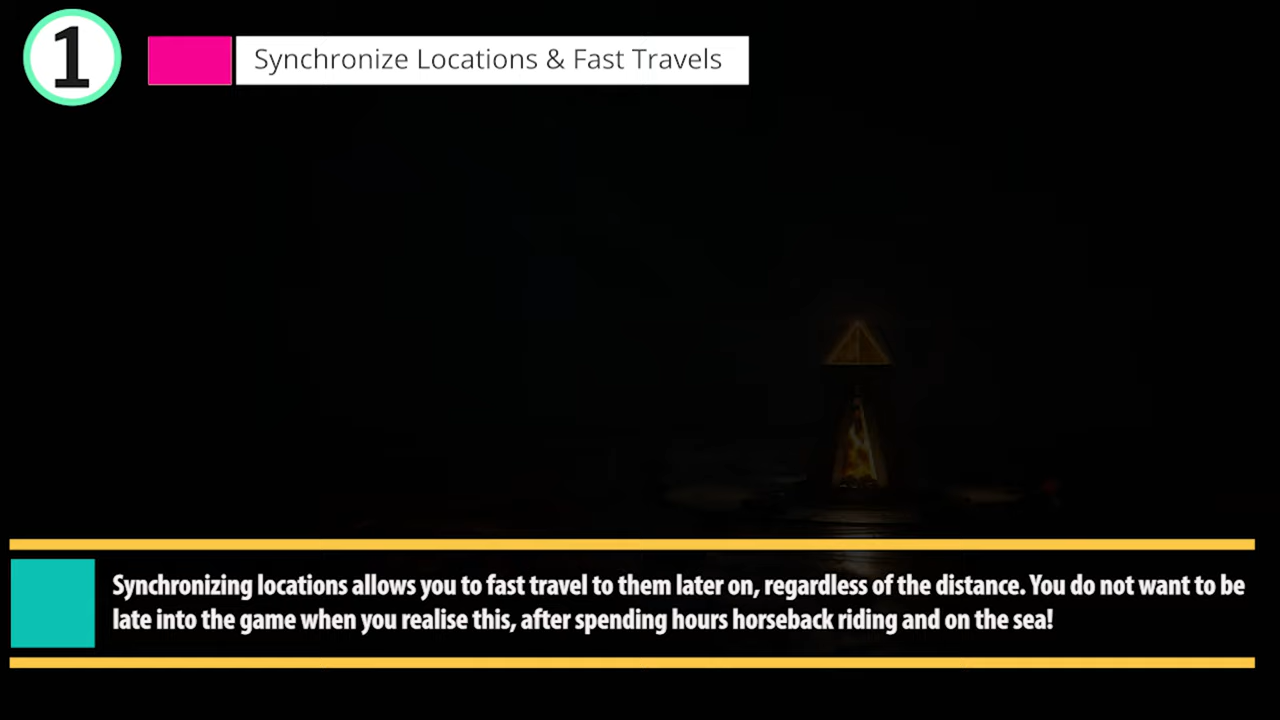 1
Synchronize Locations & Fast Travels
Synchronizing locations allows you to fast travel to them later on, regardless of the distance. You do not want to be
late into the game when you realise this, after spending hours horseback riding and on the sea!